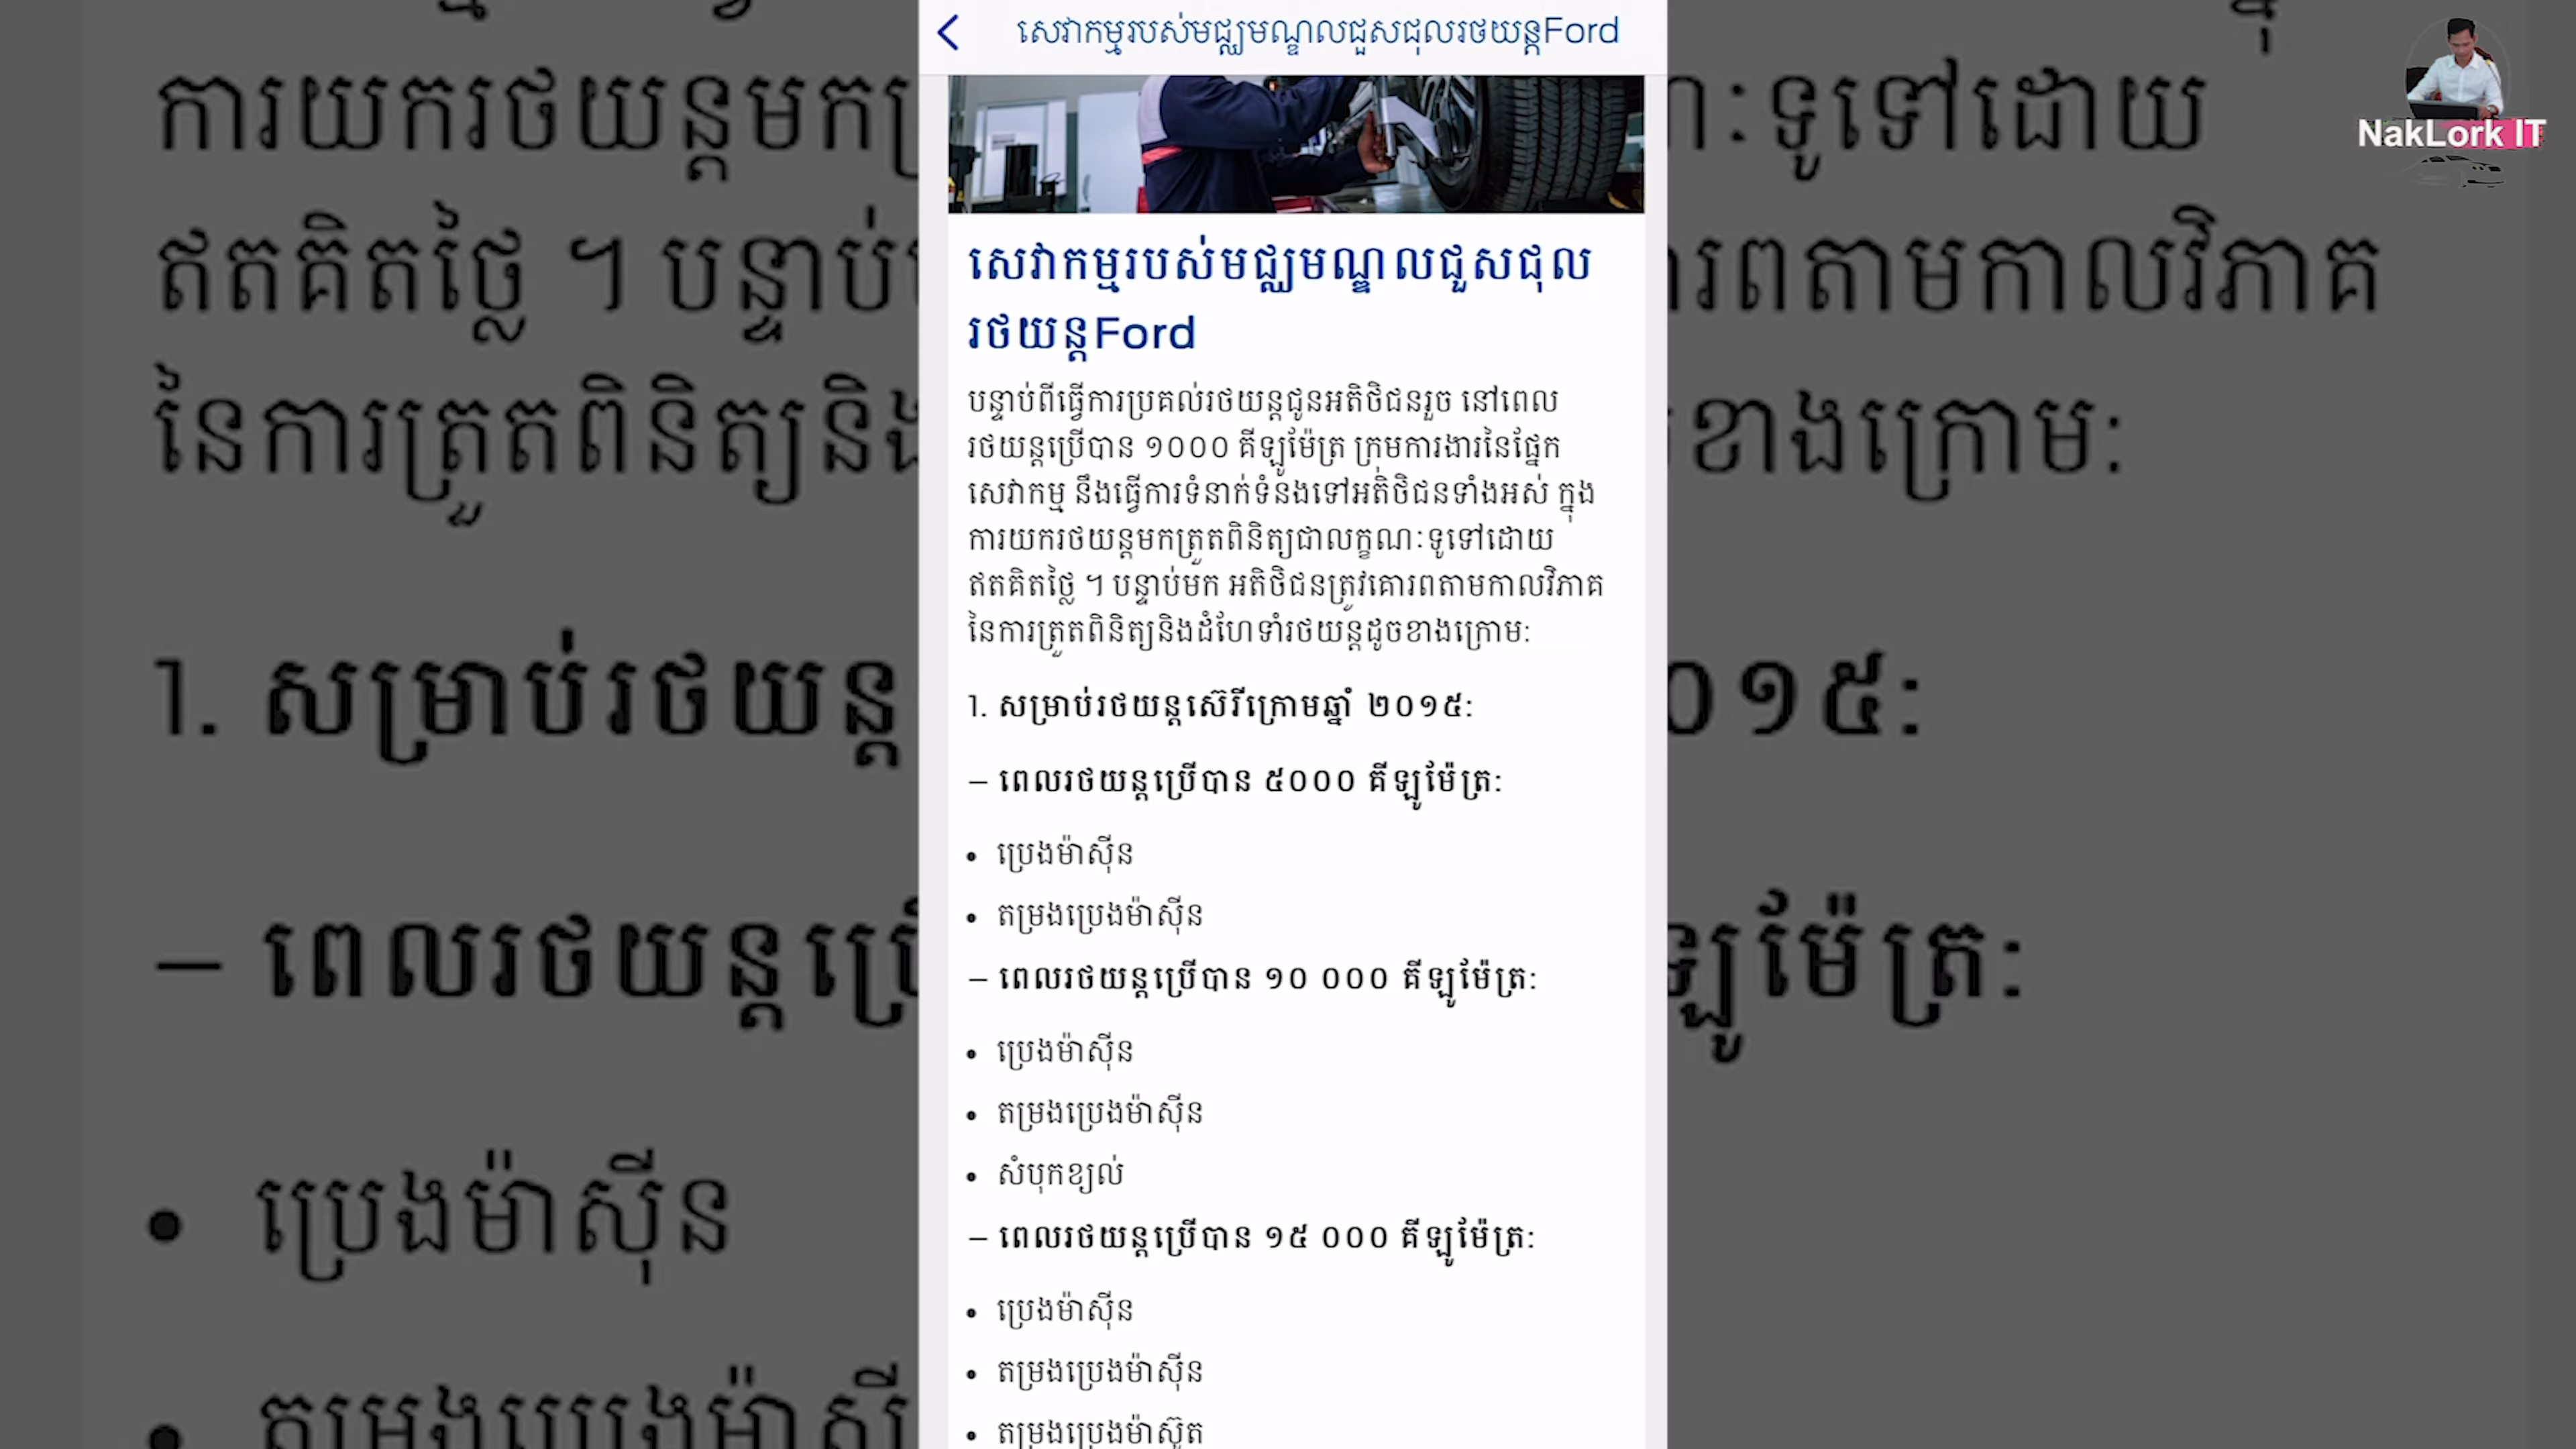 សេវាកម្មរបស់មជ្ឈមណ្ឌលជួសជុលរថយន្តFord
NakLork IT
សេវាកម្មរបស់មជ្ឈមណ្ឌលជួសជុល
រថយន្តFord
បន្ទាប់ពីធ្វើការប្រគល់រថយន្តជូនអតិថិជនរួច នៅពេល
រថយន្តប្រើបាន ១០០០ គីឡូម៉ែត្រ ក្រុមការងារនៃផ្នែក
សេវាកម្ម នឹងធ្វើការទំនាក់ទំនងទៅអតិថិជនទាំងអស់ ក្នុង
ការយករថយន្តមកត្រួតពិនិត្យជាលក្ខណៈទូទៅដោយ
ឥតគិតថ្លៃ ។ បន្ទាប់មក អតិថិជនត្រូវគោរពតាមកាលវិភាគ
នៃការត្រួតពិនិត្យនិងដំហែទាំរថយន្តដូចខាងក្រោម:
1. សម្រាប់រថយន្តស៊េរីក្រោមឆ្នាំ ២០១៥:
– ពេលរថយន្តប្រើបាន ៥០០០ គីឡូម៉ែត្រ:
• ប្រេងម៉ាស៊ីន
• តម្រងប្រេងម៉ាស៊ីន
– ពេលរថយន្តប្រើបាន ១០ ០០០ គីឡូម៉ែត្រ:
• ប្រេងម៉ាស៊ីន
• តម្រងប្រេងម៉ាស៊ីន
• សំបុកខ្យល់
– ពេលរថយន្តប្រើបាន ១៥ ០០០ គីឡូម៉ែត្រ:
• ប្រេងម៉ាស៊ីន
• តម្រងប្រេងម៉ាស៊ីន
• តម្រងប្រេងម៉ាស៊ូត